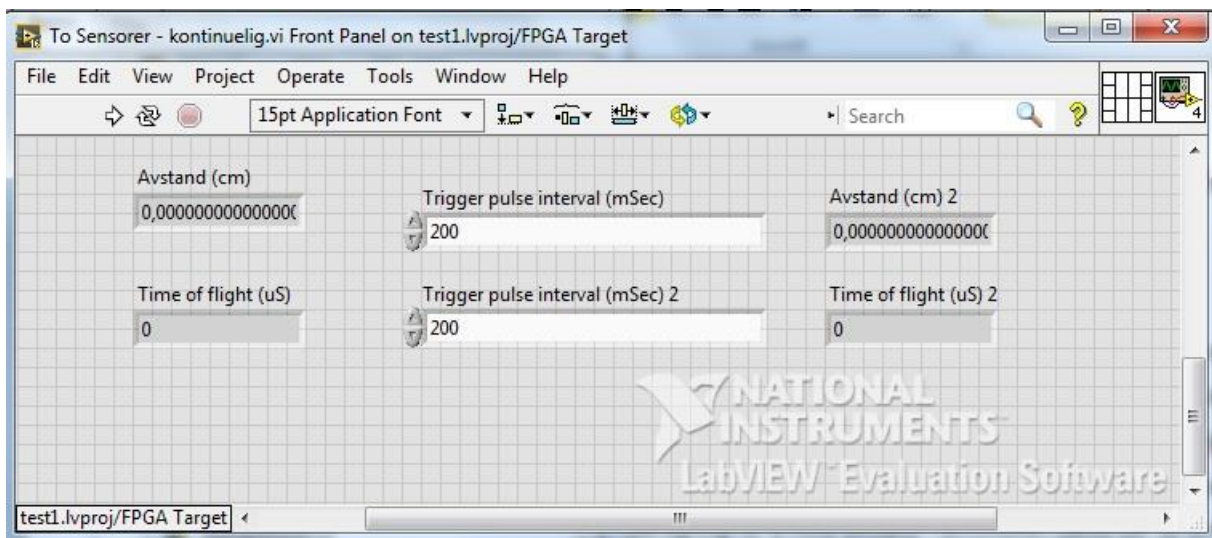 To Sensorer - kontinuelig.vi Front Panel on test1.lvproj/FPGA Target
File Edit View Project Operate Tools Window Help
15pt Application Font Search ? 4
Avstand (cm)
0,00000000000000
Trigger pulse interval (mSec)
200
Avstand (cm) 2
0,00000000000000
Time of flight (uS)
0
Trigger pulse interval (mSec) 2
200
Time of flight (uS) 2
0
NATIONAL
INSTRUMENTS
LabVIEW™ Evaluation Software
test1.lvproj/FPGA Target